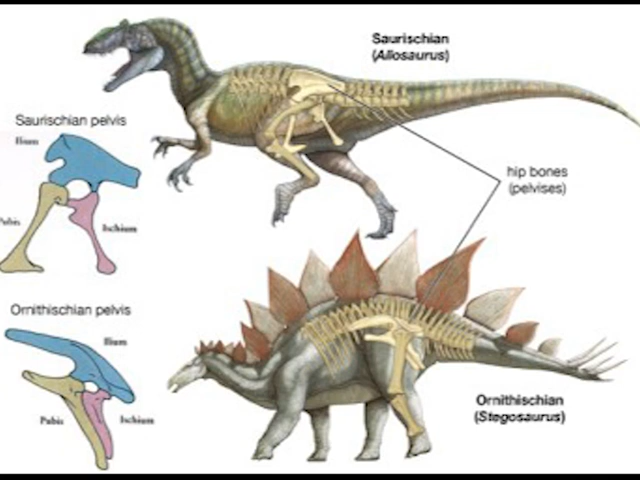 Saurischian
(Allosaurus)
Saurischian pelvis
Ilium
Pubis
Ischium
hip bones
(pelvises)
Ornithischian pelvis
Ilium
Pubis
Ischium
Ornithischian
(Stegosaurus)